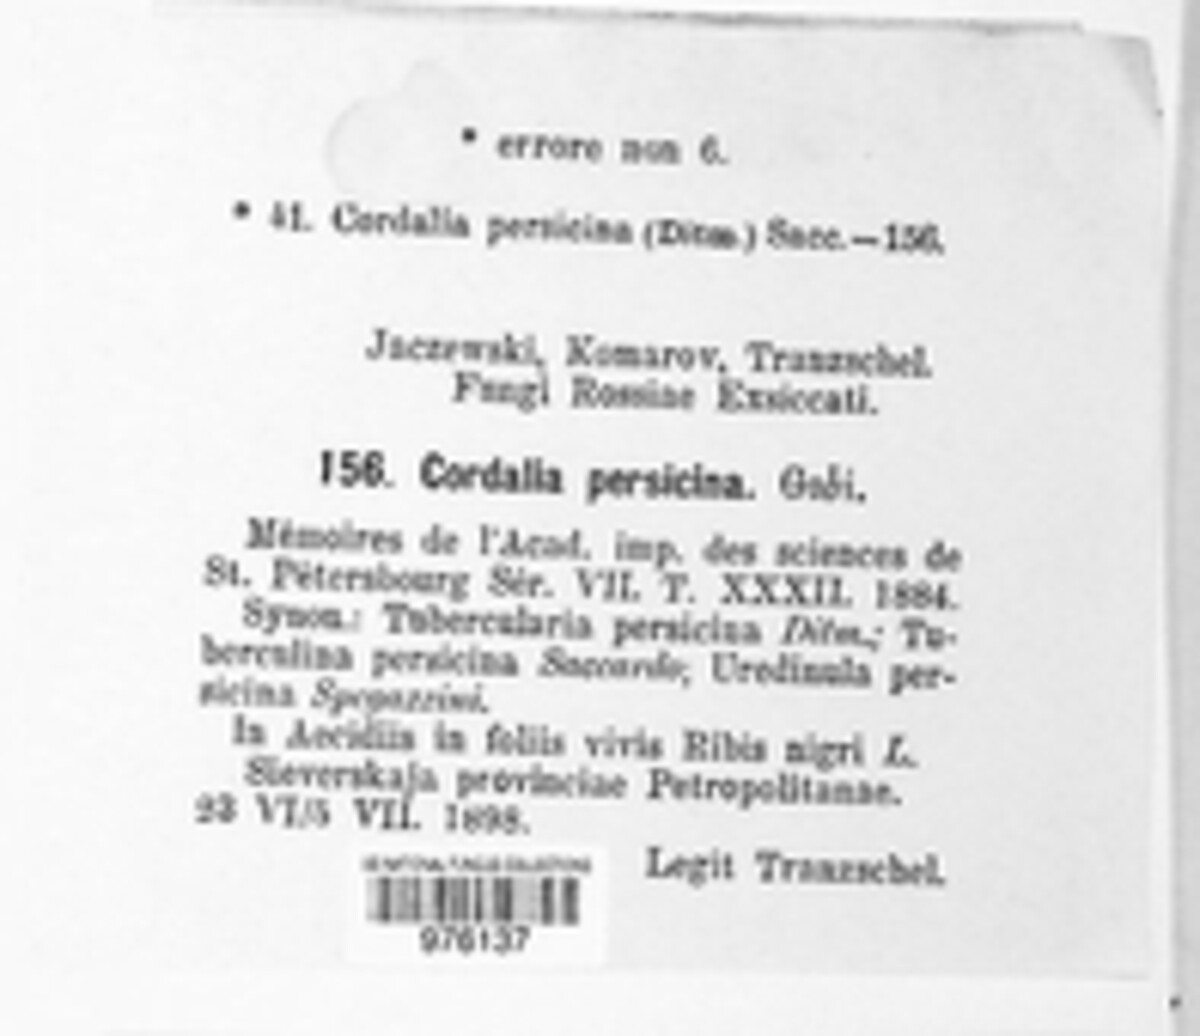 * errore non 6.
* 41. Cordalia persicina (Ditm.) Sacc.—156.
Jaczewski, Komarov, Tranzschel.
Fungi Rossiae Exsiccati.
156. Cordalia persicina. Gobi.
Mémoires de l'Acad. imp. des sciences de
St. Pétersbourg Sér. VII. T. XXXII. 1884.
Synon.: Tubercularia persicina Ditm.; Tu-
berculina persicina Saccardo; Uredinula per-
sicina Spegazzini.
In Aecidiis in foliis vivis Ribis nigri L.
Sieverskaja provinciae Petropolitanae.
23 VI/5 VII. 1898.
Legit Tranzschel.
976137